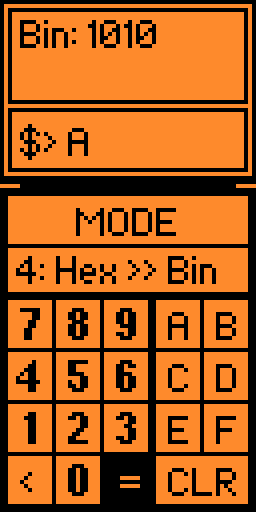 Bin: 1010
$> A
MODE
4: Hex >> Bin
7 8 9 A B
4 5 6 C D
1 2 3 E F
< 0 = CLR